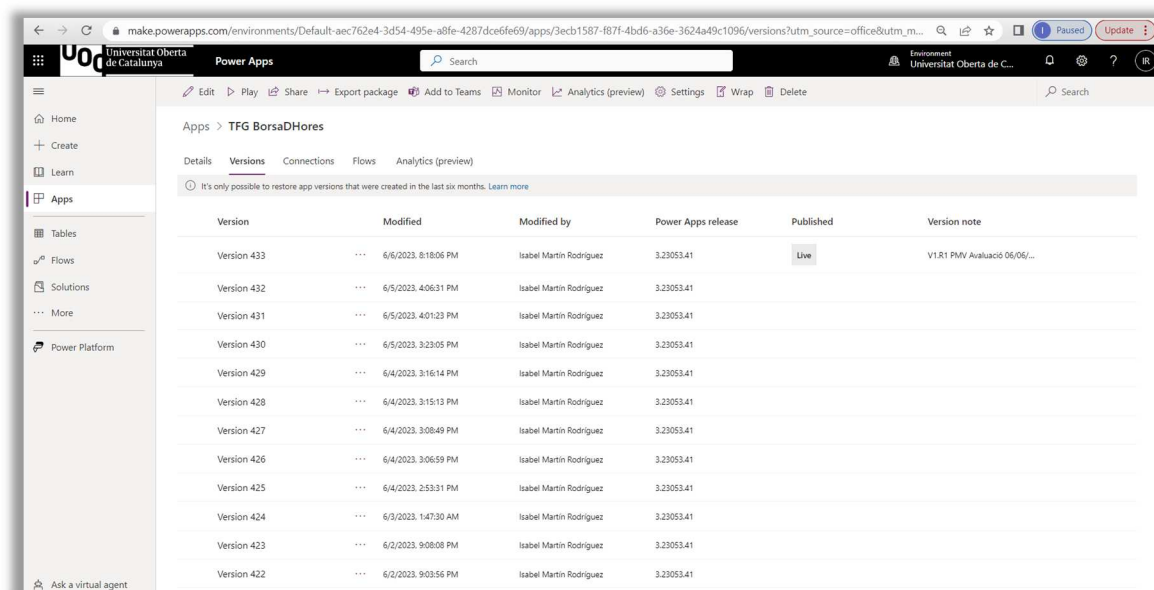 make.powerapps.com/environments/Default-aec762e4-3d54-495e-a8fe-4287dce6fe69/apps/3ecb1587-f87f-4bd6-a36e-3624a49c1096/versions?utm_source=office&utm_m... I Paused Update
UOC Universitat Oberta de Catalunya Power Apps Search Environment Universitat Oberta de C... ? IR
Edit Play Share Export package Add to Teams Monitor Analytics (preview) Settings Wrap Delete Search
Home
Create
Learn
Apps
Tables
Flows
Solutions
More
Power Platform
Ask a virtual agent
Apps > TFG BorsaDHores
Details Versions Connections Flows Analytics (preview)
It's only possible to restore app versions that were created in the last six months. Learn more
Version Modified Modified by Power Apps release Published Version note
Version 433 ... 6/6/2023, 8:18:06 PM Isabel Martín Rodríguez 3.23053.41 Live V1.R1 PMV Avaluació 06/06/...
Version 432 ... 6/5/2023, 4:06:31 PM Isabel Martín Rodríguez 3.23053.41
Version 431 ... 6/5/2023, 4:01:23 PM Isabel Martín Rodríguez 3.23053.41
Version 430 ... 6/5/2023, 3:23:05 PM Isabel Martín Rodríguez 3.23053.41
Version 429 ... 6/4/2023, 3:16:14 PM Isabel Martín Rodríguez 3.23053.41
Version 428 ... 6/4/2023, 3:15:13 PM Isabel Martín Rodríguez 3.23053.41
Version 427 ... 6/4/2023, 3:08:49 PM Isabel Martín Rodríguez 3.23053.41
Version 426 ... 6/4/2023, 3:06:59 PM Isabel Martín Rodríguez 3.23053.41
Version 425 ... 6/4/2023, 2:53:31 PM Isabel Martín Rodríguez 3.23053.41
Version 424 ... 6/3/2023, 1:47:30 AM Isabel Martín Rodríguez 3.23053.41
Version 423 ... 6/2/2023, 9:08:08 PM Isabel Martín Rodríguez 3.23053.41
Version 422 ... 6/2/2023, 9:03:56 PM Isabel Martín Rodríguez 3.23053.41